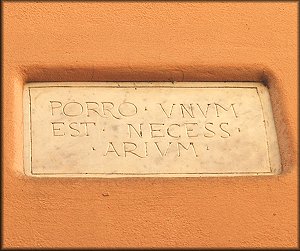 PORRO · VNVM
EST · NECESS ·
· ARIVM ·